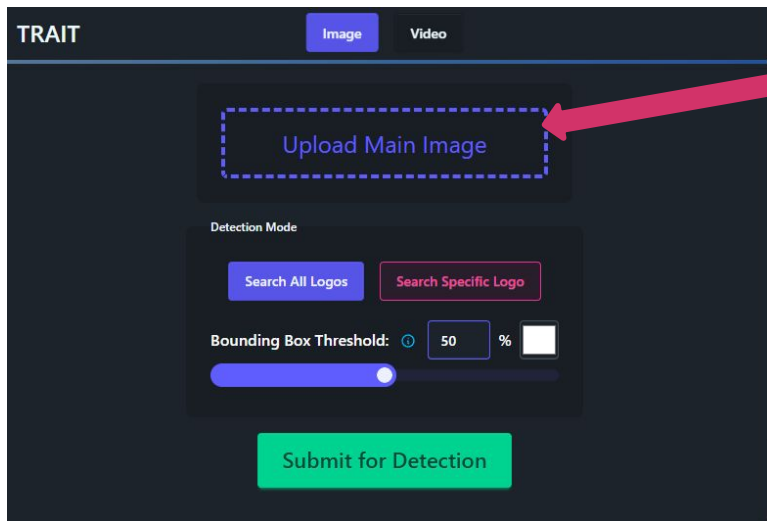 TRAIT
Image Video
Upload Main Image
Detection Mode
Search All Logos Search Specific Logo
Bounding Box Threshold: 50 %
Submit for Detection